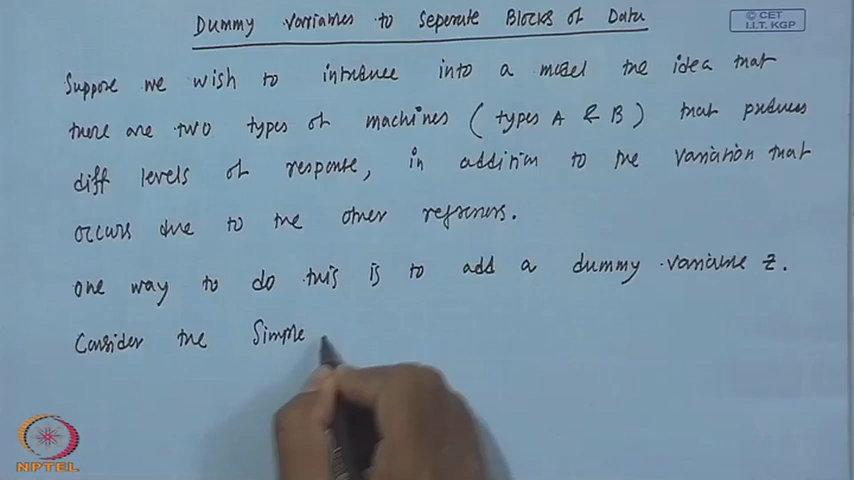 Dummy variables to Seperate Blocks of Data
© CET
I.I.T. KGP
Suppose we wish to introduce into a model the idea that
there are two types of machines (types A & B) that produces
diff levels of response, in addition to the variation that
occurs due to the other regressors.
one way to do this is to add a dummy variable z.
Consider the Simple
NPTEL